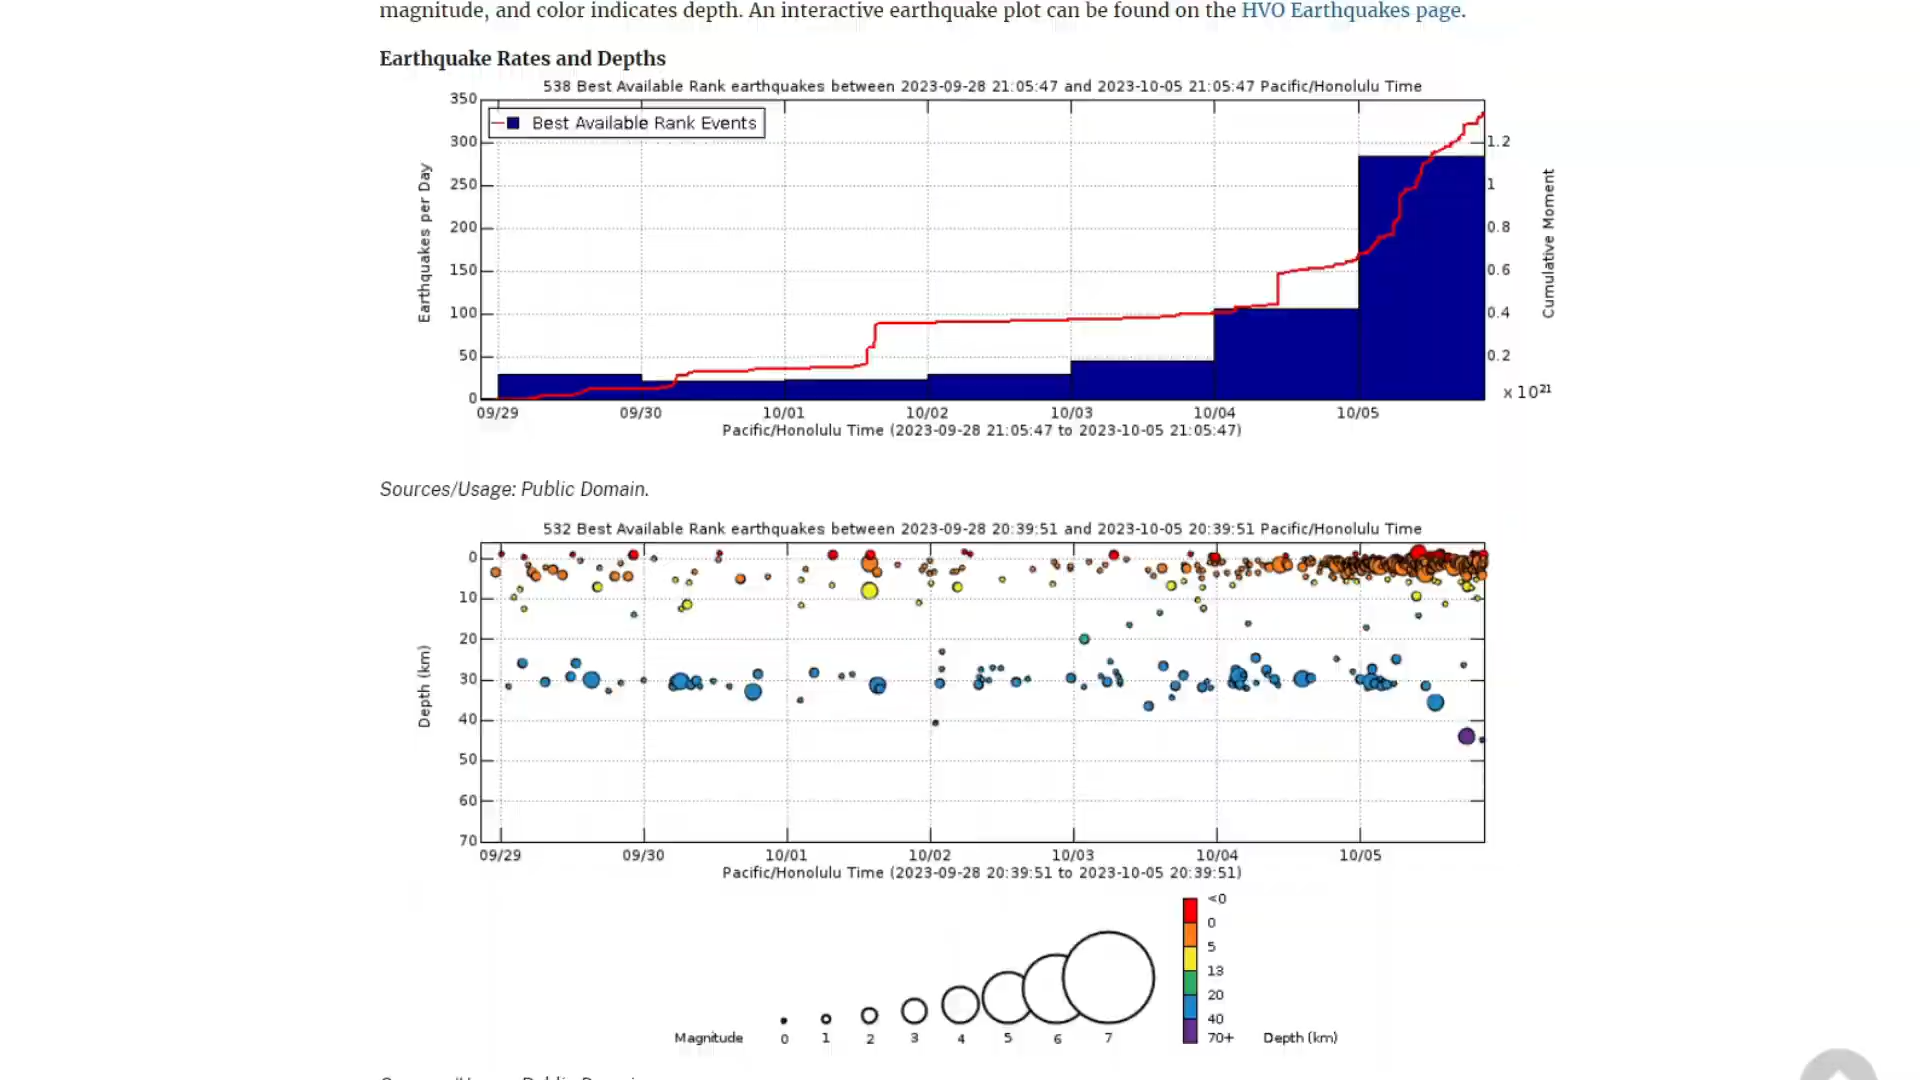 magnitude, and color indicates depth. An interactive earthquake plot can be found on the HVO Earthquakes page.
Earthquake Rates and Depths
538 Best Available Rank earthquakes between 2023-09-28 21:05:47 and 2023-10-05 21:05:47 Pacific/Honolulu Time
Best Available Rank Events
350
300
250
200
150
100
50
0
Earthquakes per Day
1.2
1
0.8
0.6
0.4
0.2
x 10²¹
Cumulative Moment
09/29 09/30 10/01 10/02 10/03 10/04 10/05
Pacific/Honolulu Time (2023-09-28 21:05:47 to 2023-10-05 21:05:47)
Sources/Usage: Public Domain.
532 Best Available Rank earthquakes between 2023-09-28 20:39:51 and 2023-10-05 20:39:51 Pacific/Honolulu Time
0
10
20
30
40
50
60
70
Depth (km)
09/29 09/30 10/01 10/02 10/03 10/04 10/05
Pacific/Honolulu Time (2023-09-28 20:39:51 to 2023-10-05 20:39:51)
Magnitude 0 1 2 3 4 5 6 7
<0
0
5
13
20
40
70+ Depth (km)